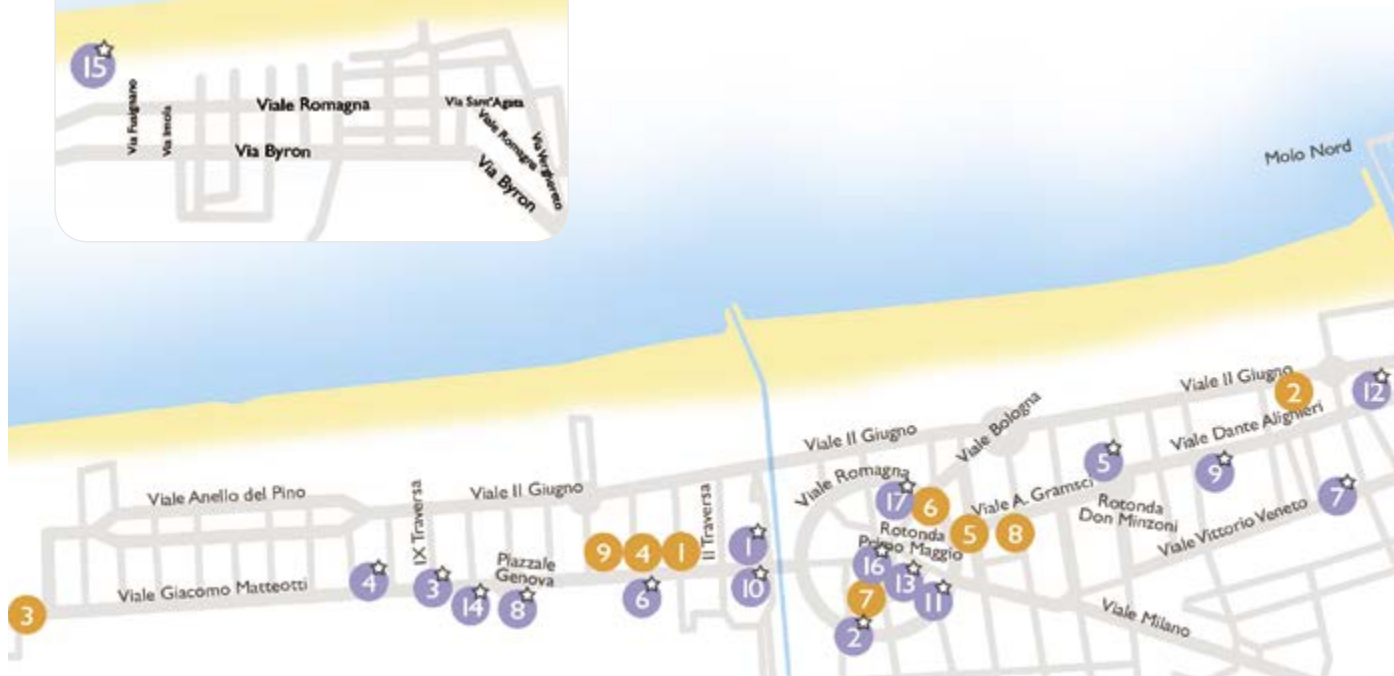 15
Via Fusignano
Via Imola
Viale Romagna
Via Byron
Via Sant'Agata
Viale Romagna
Via Verghereto
Via Byron
Molo Nord
Viale II Giugno
2
12
Viale Dante Alighieri
Viale Bologna
Viale II Giugno
5
9
7
Viale Romagna
17
6
Viale A. Gramsci
Rotonda
Don Minzoni
Viale Vittorio Veneto
5
8
Rotonda
Primo Maggio
16
13
11
7
2
Viale Milano
Viale Anello del Pino
IX Traversa
Viale II Giugno
II Traversa
1
10
9
4
1
6
Piazzale
Genova
8
14
3
4
Viale Giacomo Matteotti
3